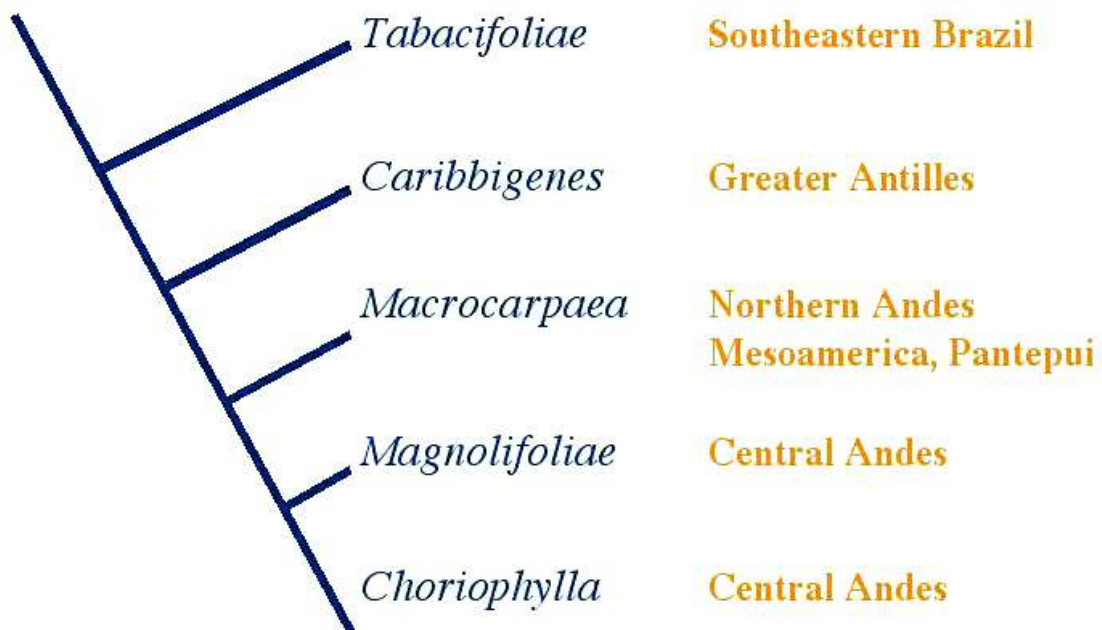 Tabacifoliae Southeastern Brazil
Caribbigenes Greater Antilles
Macrocarpaea Northern Andes
Mesoamerica, Pantepui
Magnolifoliae Central Andes
Choriophylla Central Andes